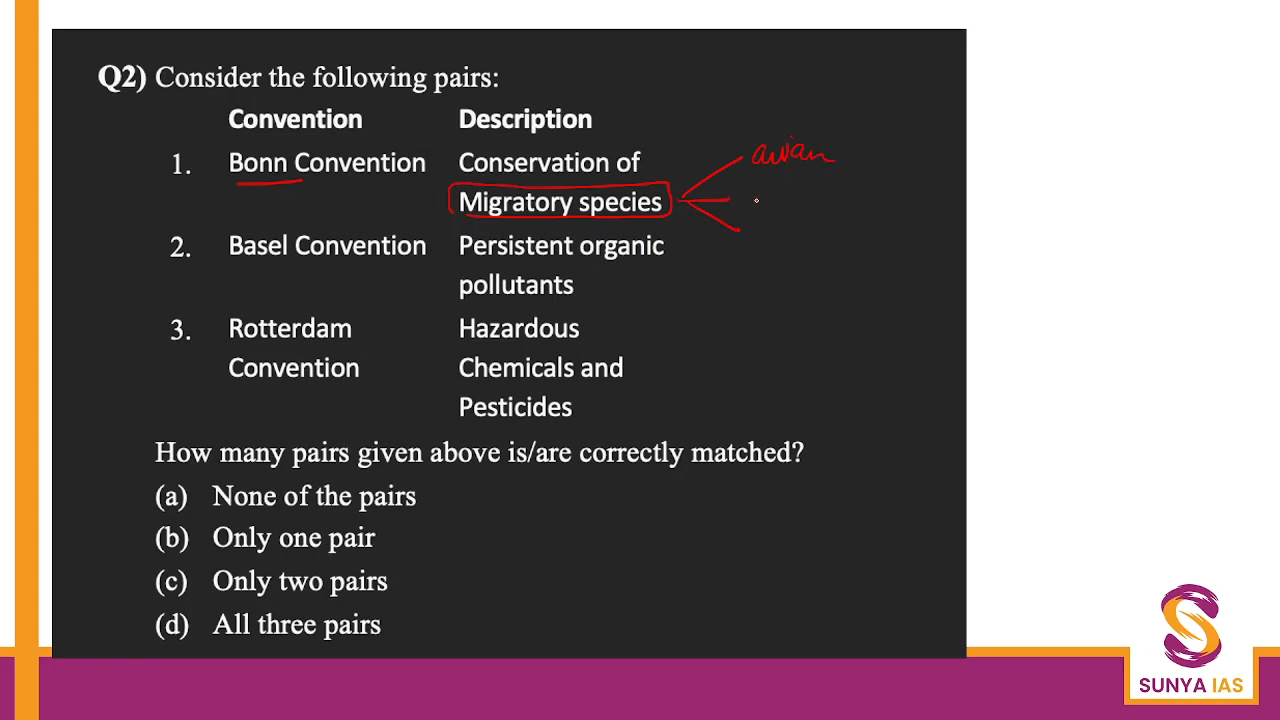 Q2) Consider the following pairs:
Convention Description
1. Bonn Convention Conservation of
Migratory species
avian
2. Basel Convention Persistent organic
pollutants
3. Rotterdam Hazardous
Convention Chemicals and
Pesticides
How many pairs given above is/are correctly matched?
(a) None of the pairs
(b) Only one pair
(c) Only two pairs
(d) All three pairs
SUNYA IAS